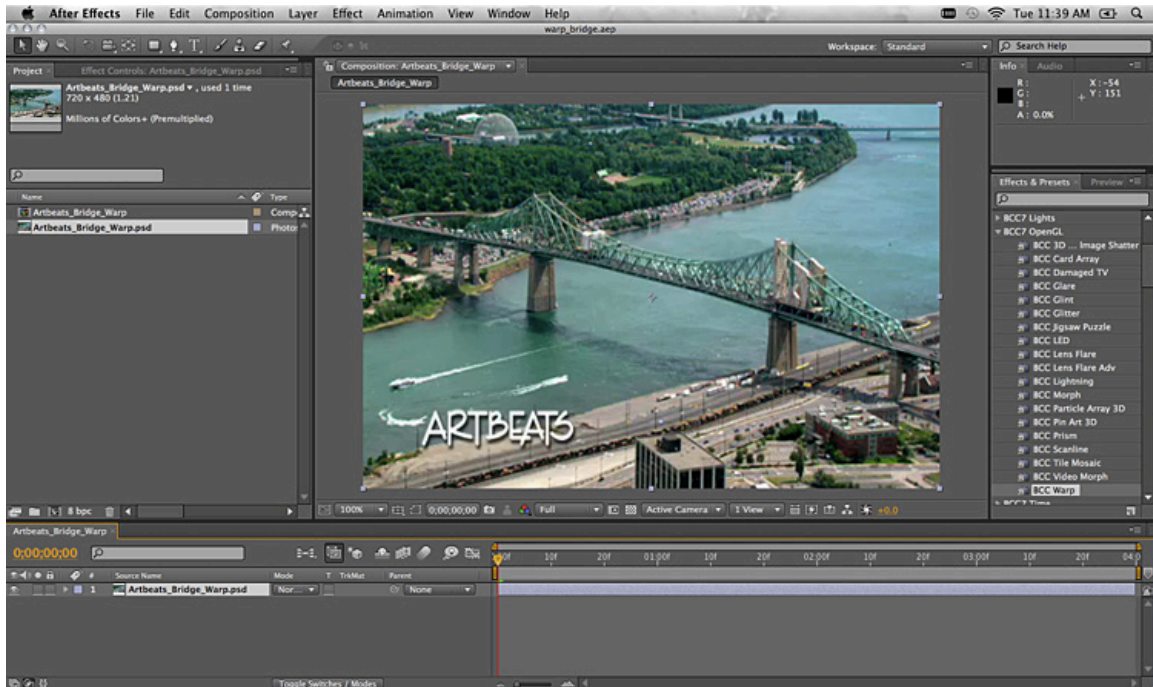 After Effects File Edit Composition Layer Effect Animation View Window Help Tue 11:39 AM
warp_bridge.aep
Workspace: Standard Search Help
Project Effect Controls: Artbeats_Bridge_Warp.psd Composition: Artbeats_Bridge_Warp Info Audio
Artbeats_Bridge_Warp.psd , used 1 time
720 x 480 (1.21)
Millions of Colors+ (Premultiplied)
Artbeats_Bridge_Warp
R : X : -54
G : Y : 151
B :
A : 0.0%
Name Type
Artbeats_Bridge_Warp Comp
Artbeats_Bridge_Warp.psd Photos
ARTBEATS
Effects & Presets Preview
BCC7 Lights
BCC7 OpenGL
BCC 3D ... Image Shatter
BCC Card Array
BCC Damaged TV
BCC Glare
BCC Glint
BCC Glitter
BCC Jigsaw Puzzle
BCC LED
BCC Lens Flare
BCC Lens Flare Adv
BCC Lightning
BCC Morph
BCC Particle Array 3D
BCC Pin Art 3D
BCC Prism
BCC Scanline
BCC Tile Mosaic
BCC Video Morph
BCC Warp
BCC7 Time
8 bpc 100% 0;00;00;00 Full Active Camera 1 View +0.0
Artbeats_Bridge_Warp
0;00;00;00 10f 20f 01:00f 10f 20f 02:00f 10f 20f 03:00f 10f 20f
# Source Name Mode T TrkMat Parent
1 Artbeats_Bridge_Warp.psd Nor... None
Toggle Switches / Modes